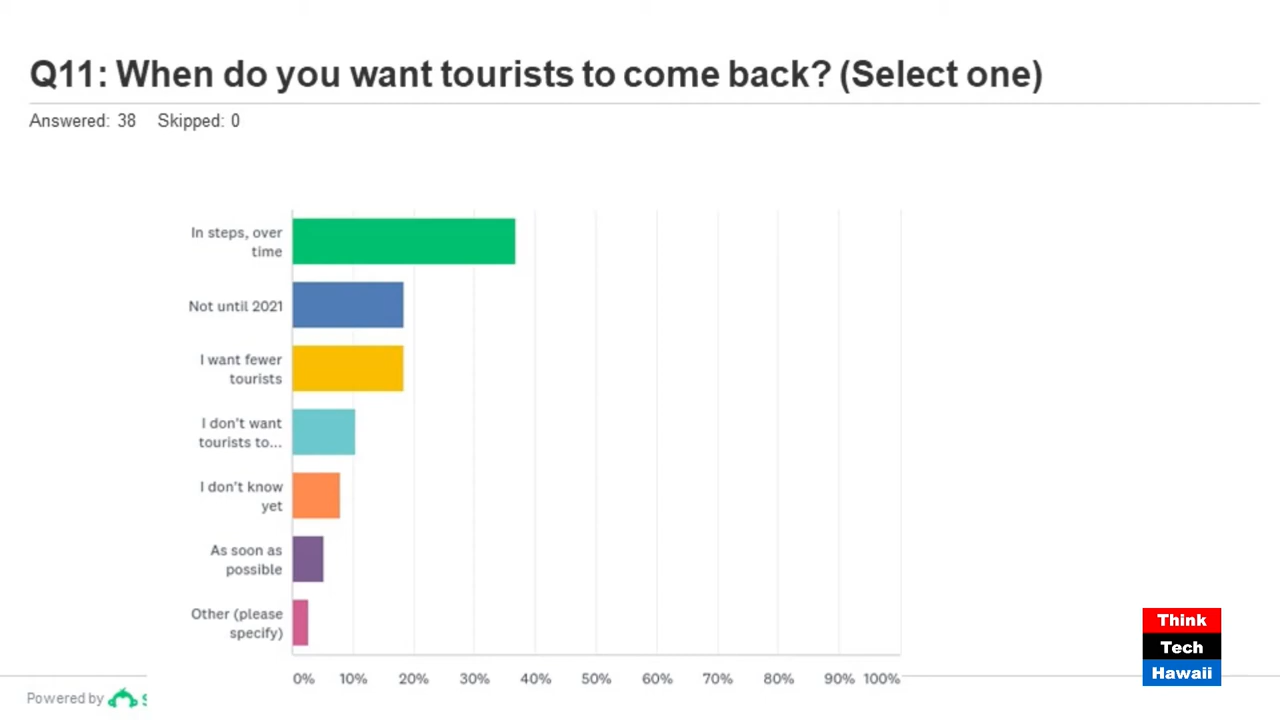 Q11: When do you want tourists to come back? (Select one)
Answered: 38 Skipped: 0
In steps, over
time
Not until 2021
I want fewer
tourists
I don't want
tourists to...
I don't know
yet
As soon as
possible
Other (please
specify)
0% 10% 20% 30% 40% 50% 60% 70% 80% 90% 100%
Powered by
Think
Tech
Hawaii